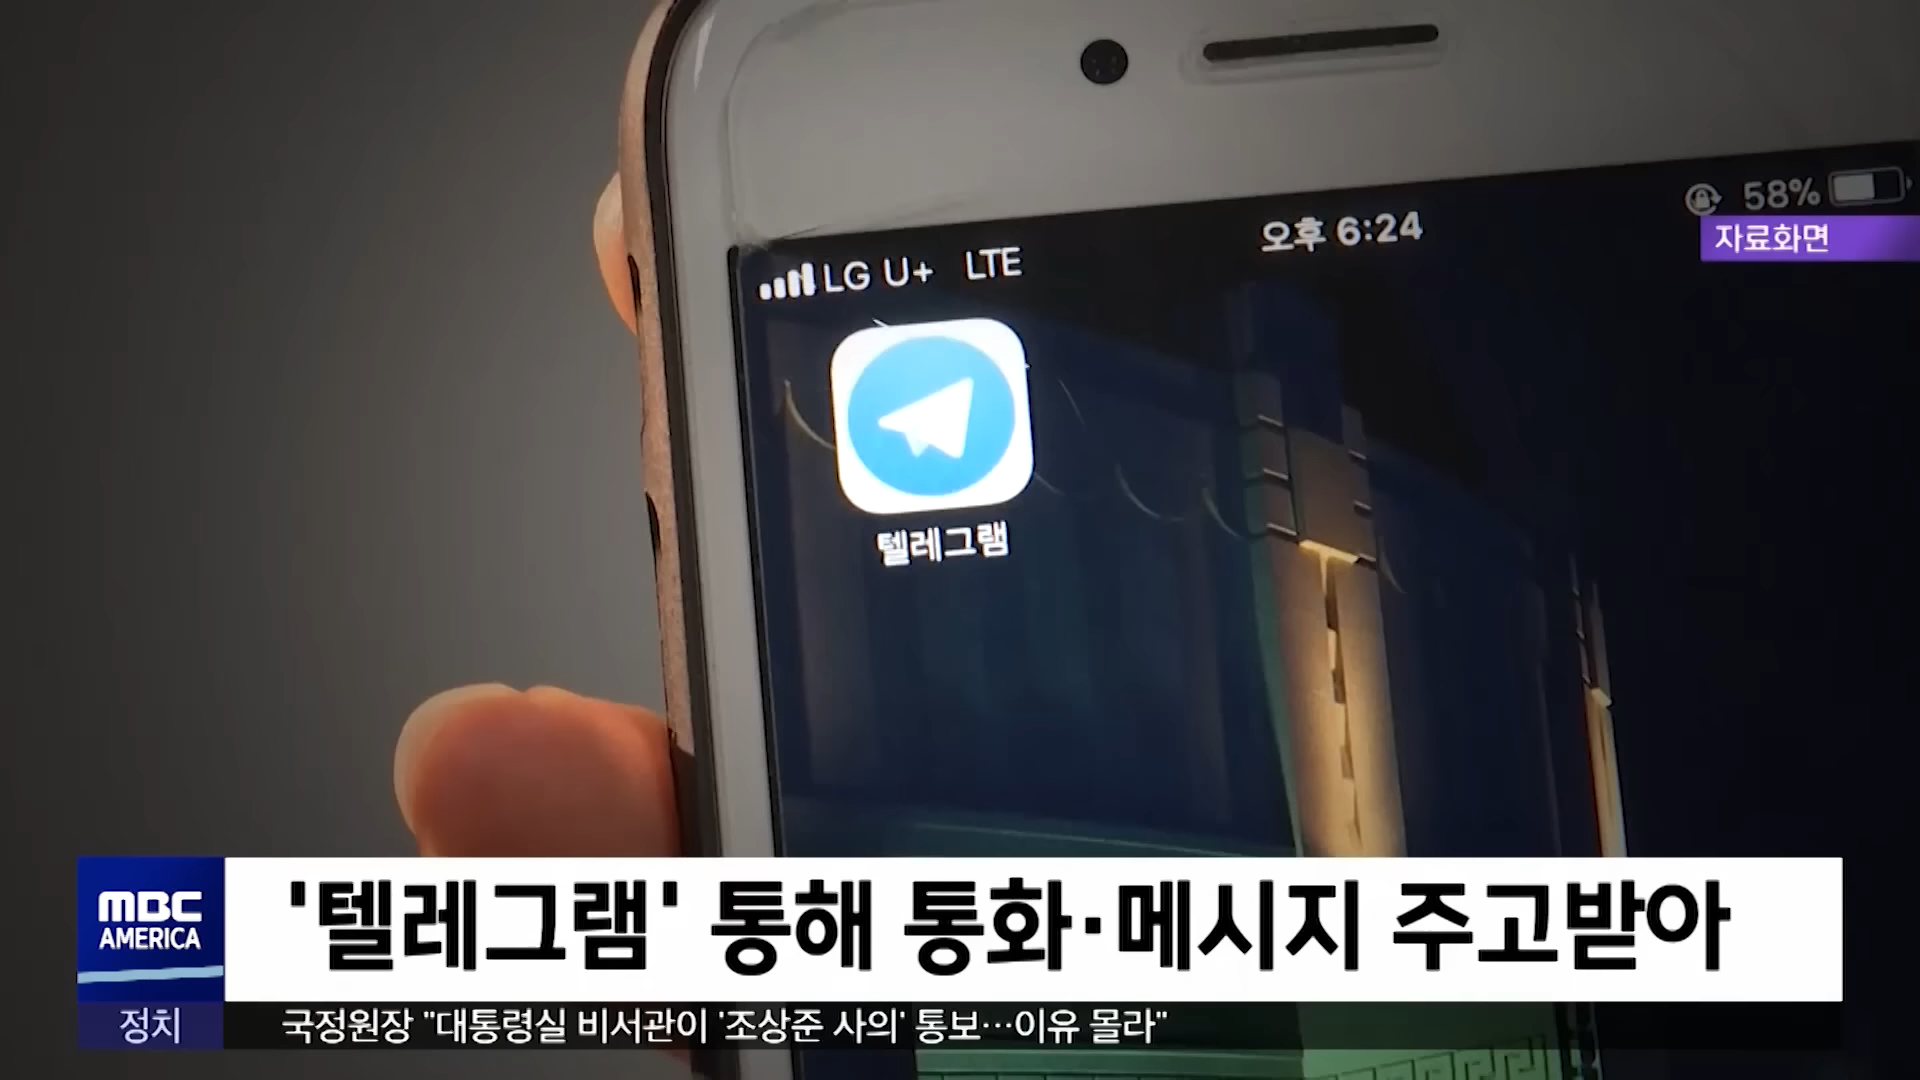 58%
오후 6:24
자료화면
LG U+ LTE
텔레그램
MBC
AMERICA
'텔레그램' 통해 통화·메시지 주고받아
정치
국정원장 "대통령실 비서관이 '조상준 사의' 통보…이유 몰라"